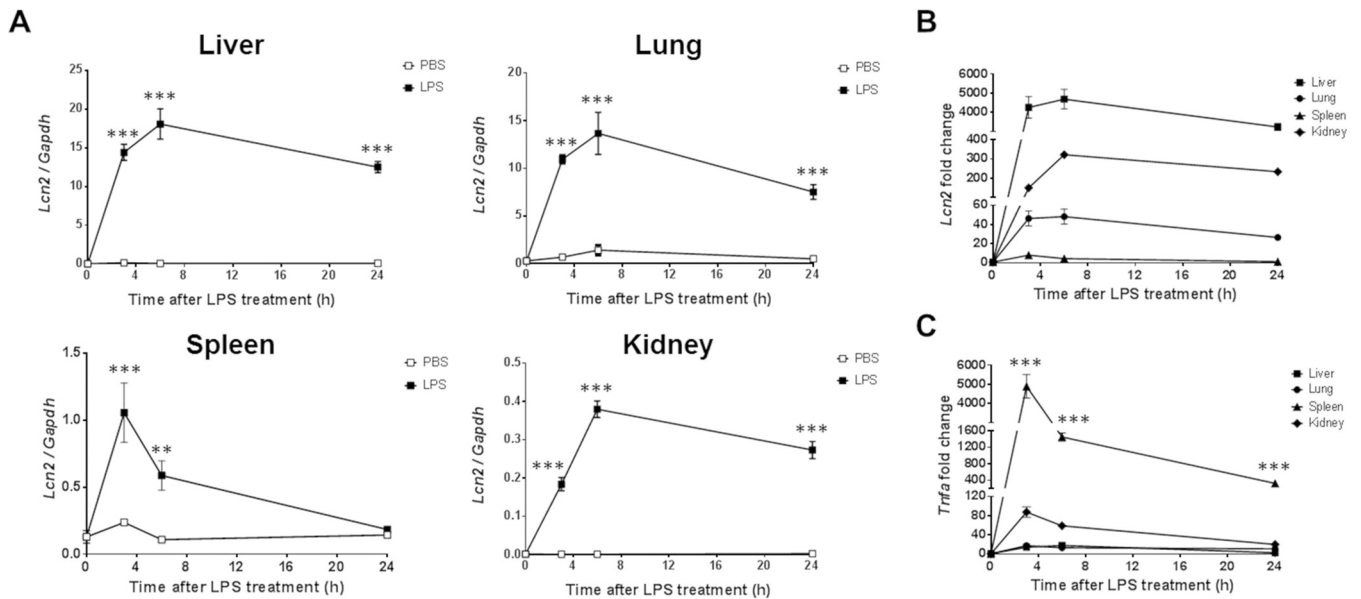 A
Liver
PBS
LPS
Lcn2 / Gapdh
25
20
15
10
5
0
***
***
***
0 4 8 12 16 20 24
Time after LPS treatment (h)
Lung
PBS
LPS
Lcn2 / Gapdh
20
15
10
5
0
***
***
***
0 4 8 12 16 20 24
Time after LPS treatment (h)
Spleen
PBS
LPS
Lcn2 / Gapdh
1.5
1.0
0.5
0.0
***
**
0 4 8 12 16 20 24
Time after LPS treatment (h)
Kidney
PBS
LPS
Lcn2 / Gapdh
0.5
0.4
0.3
0.2
0.1
0.0
***
***
***
0 4 8 12 16 20 24
Time after LPS treatment (h)
B
Liver
Lung
Spleen
Kidney
Lcn2 fold change
6000
5000
4000
400
300
200
100
60
40
20
0
0 4 8 12 16 20 24
Time after LPS treatment (h)
C
Liver
Lung
Spleen
Kidney
Tnfa fold change
6000
5000
4000
1600
1200
800
400
120
80
40
0
***
***
***
0 4 8 12 16 20 24
Time after LPS treatment (h)